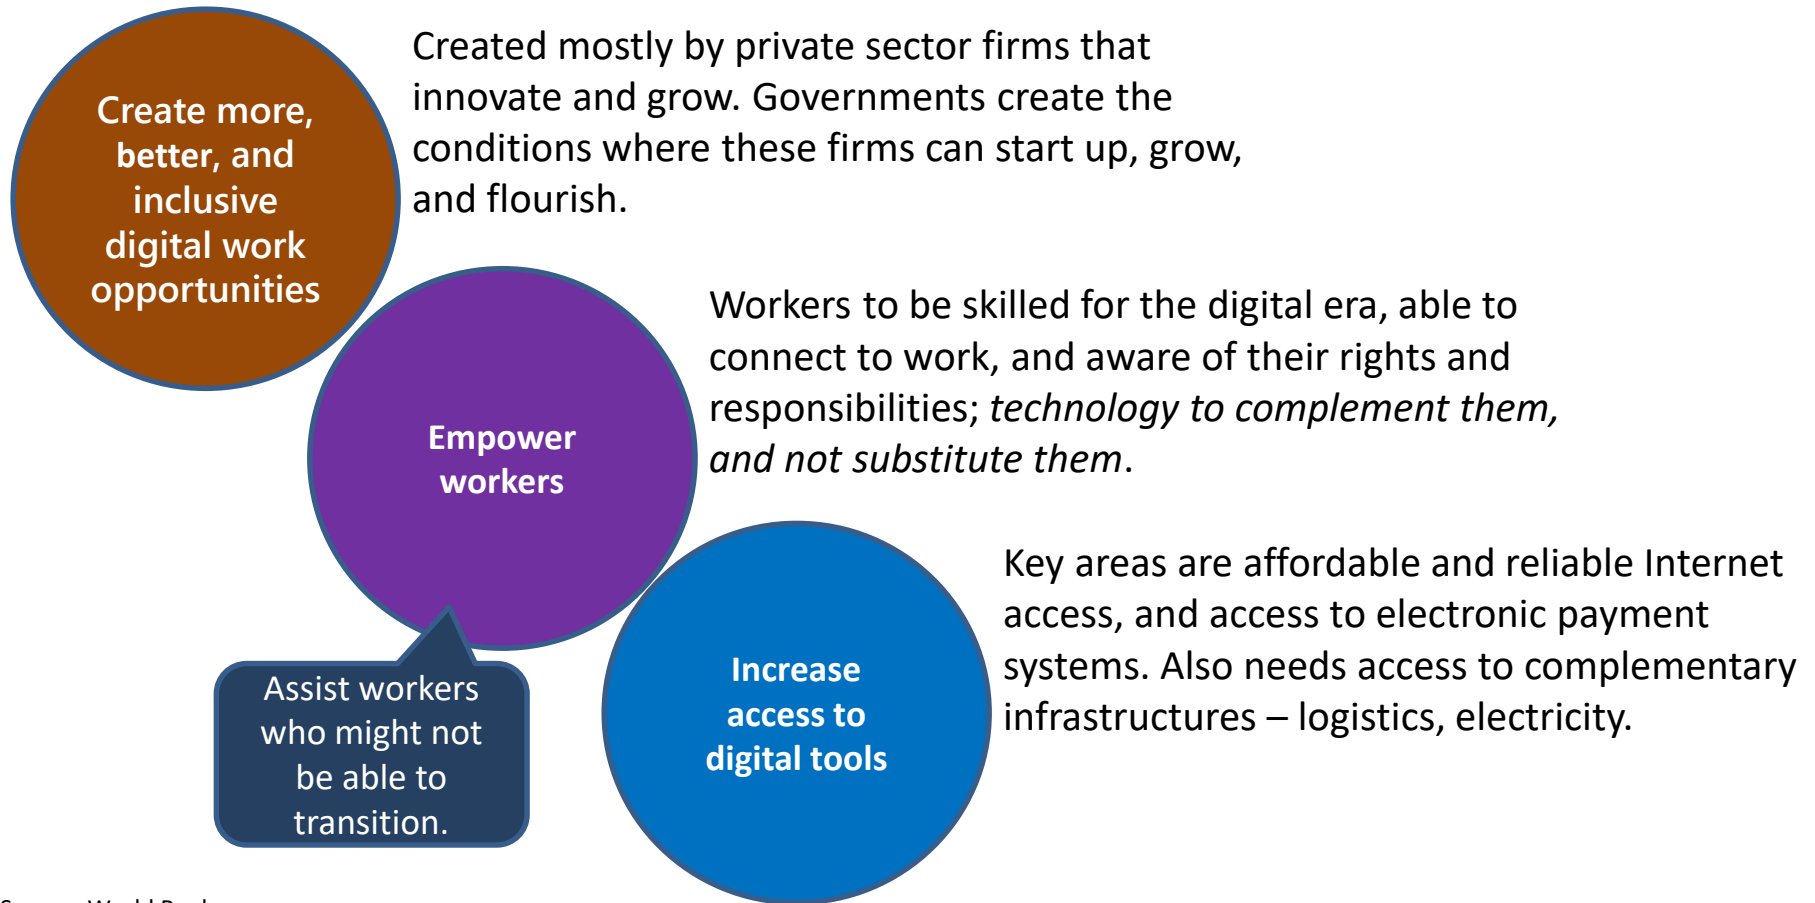 Create more,
better, and
inclusive
digital work
opportunities
Created mostly by private sector firms that
innovate and grow. Governments create the
conditions where these firms can start up, grow,
and flourish.
Empower
workers
Workers to be skilled for the digital era, able to
connect to work, and aware of their rights and
responsibilities; technology to complement them,
and not substitute them.
Assist workers
who might not
be able to
transition.
Increase
access to
digital tools
Key areas are affordable and reliable Internet
access, and access to electronic payment
systems. Also needs access to complementary
infrastructures – logistics, electricity.